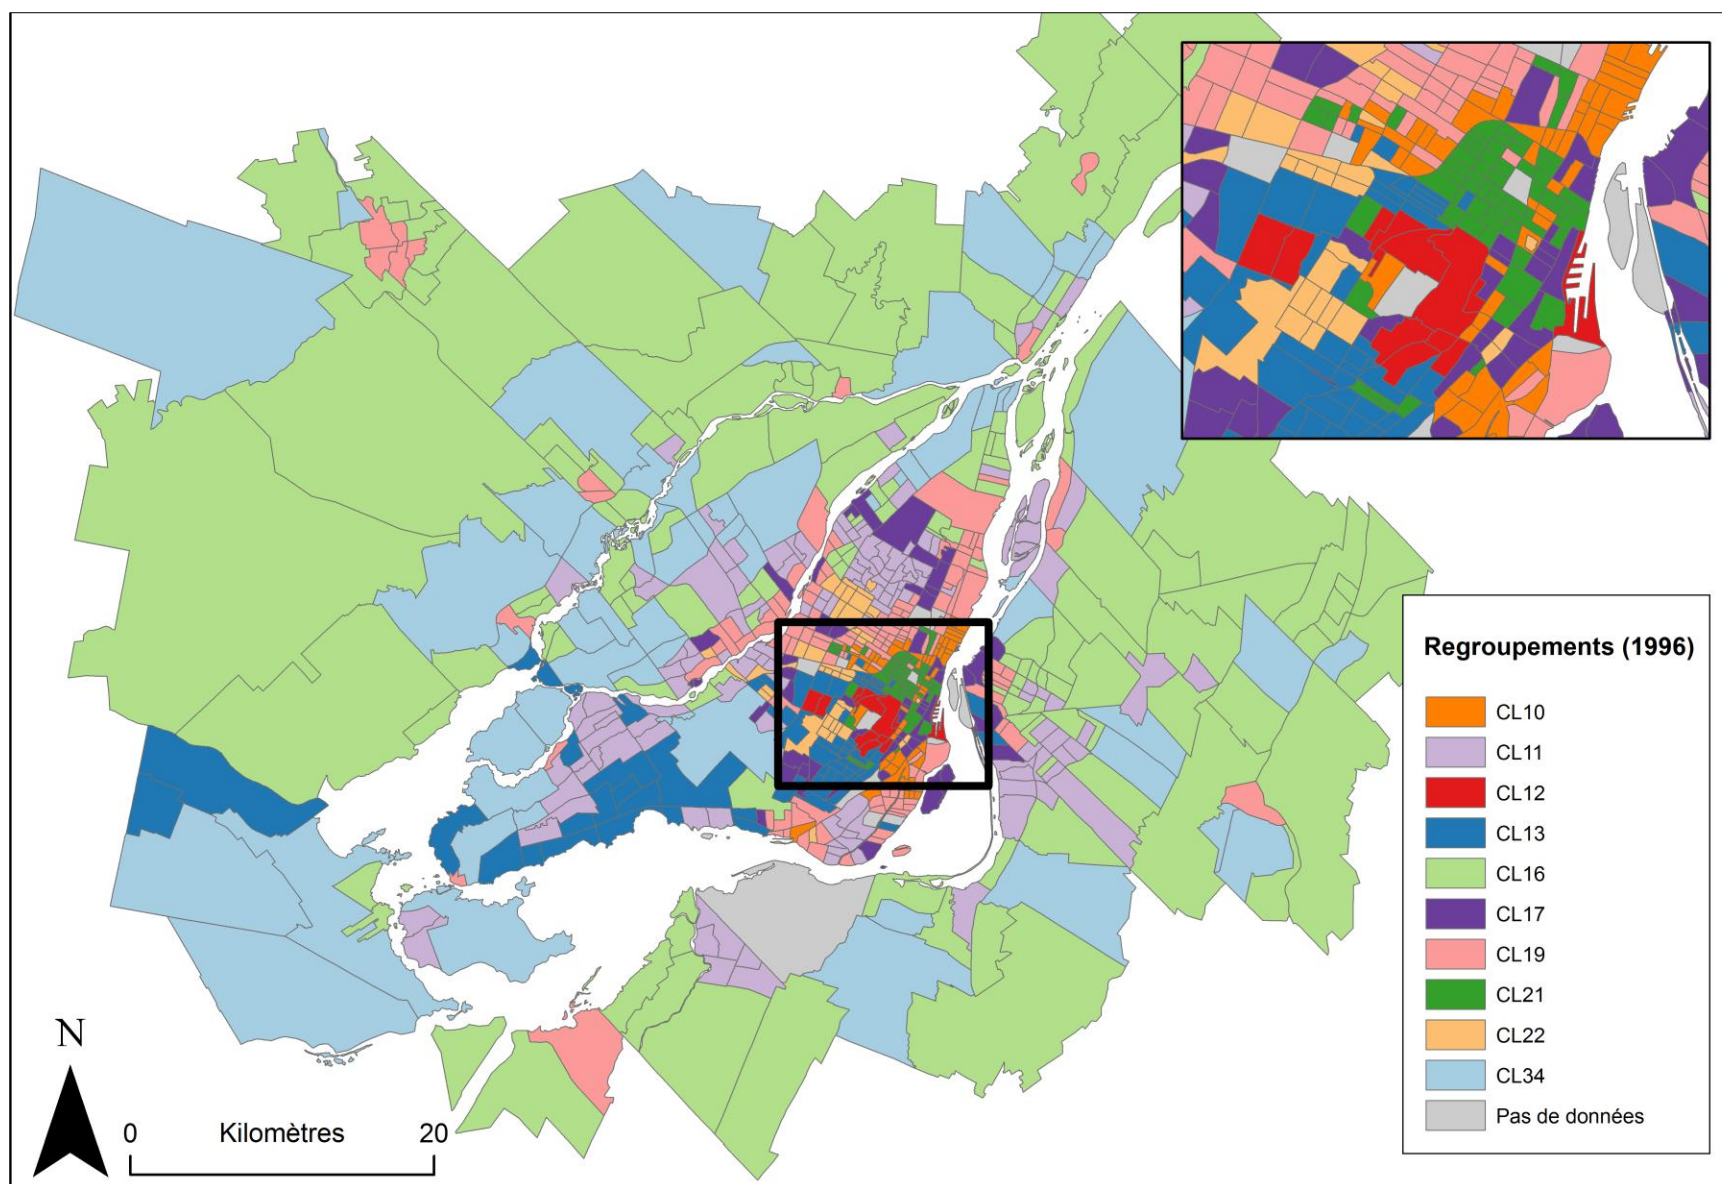 Regroupements (1996)
CL10
CL11
CL12
CL13
CL16
CL17
CL19
CL21
CL22
CL34
Pas de données
N
0 Kilomètres 20